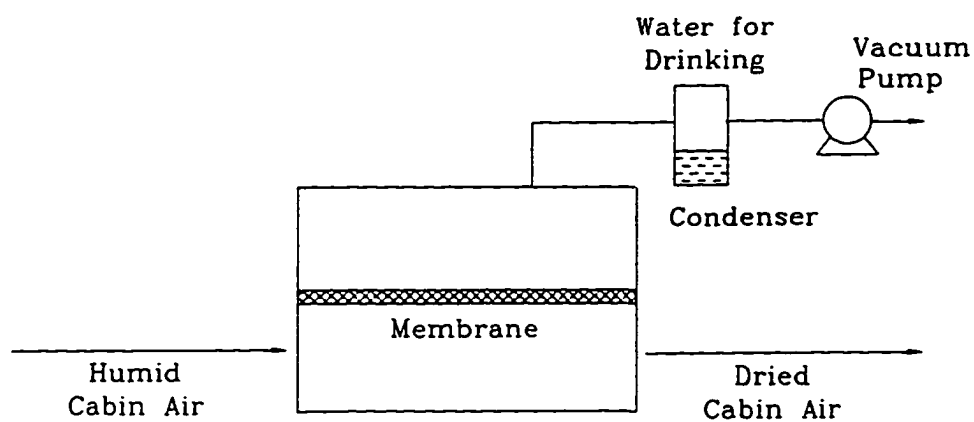 Water for
Drinking
Vacuum
Pump
Condenser
Membrane
Humid
Cabin Air
Dried
Cabin Air